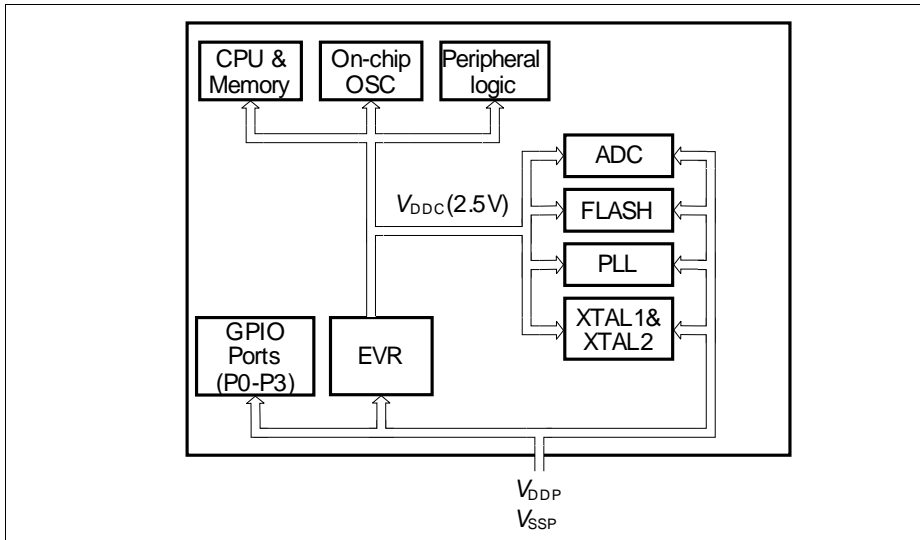 CPU &
Memory
On-chip
OSC
Peripheral
logic
ADC
VDDC (2.5V)
FLASH
PLL
XTAL1&
XTAL2
GPIO
Ports
(P0-P3)
EVR
VDDP
VSSP